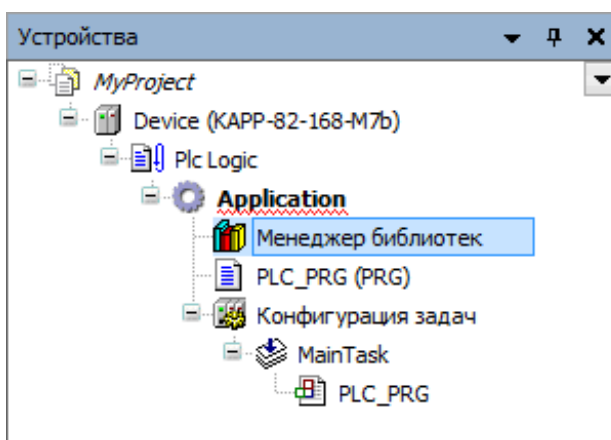 Устройства
MyProject
Device (KAPP-82-168-M7b)
Plc Logic
Application
Менеджер библиотек
PLC_PRG (PRG)
Конфигурация задач
MainTask
PLC_PRG